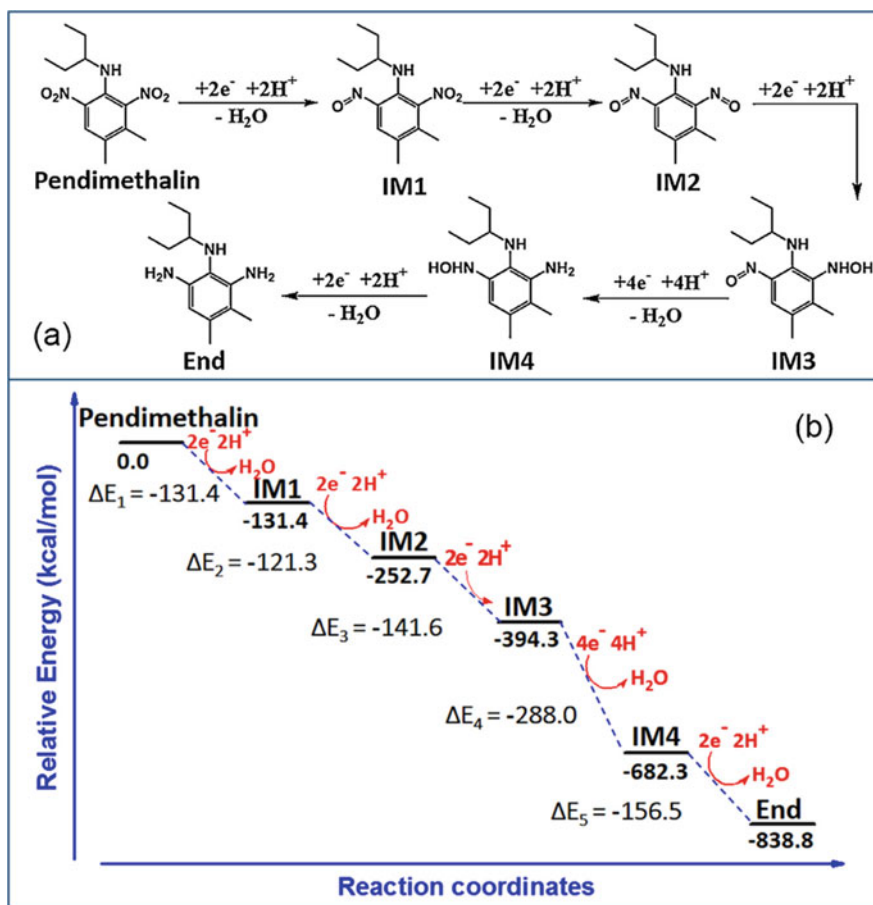 NH
O₂N NO₂
+2e⁻ +2H⁺
- H₂O
Pendimethalin
NH
O=N NO₂
+2e⁻ +2H⁺
- H₂O
IM1
NH
O=N N=O
+2e⁻ +2H⁺
IM2
NH
O=N NHOH
IM3
+4e⁻ +4H⁺
- H₂O
NH
HOHN NH₂
IM4
+2e⁻ +2H⁺
- H₂O
NH
H₂N NH₂
End
(a)
(b)
Relative Energy (kcal/mol)
Pendimethalin
0.0
2e⁻ 2H⁺
H₂O
ΔE₁ = -131.4
IM1
-131.4
2e⁻ 2H⁺
H₂O
ΔE₂ = -121.3
IM2
-252.7
2e⁻ 2H⁺
ΔE₃ = -141.6
IM3
-394.3
4e⁻ 4H⁺
H₂O
ΔE₄ = -288.0
IM4
-682.3
2e⁻ 2H⁺
H₂O
ΔE₅ = -156.5
End
-838.8
Reaction coordinates